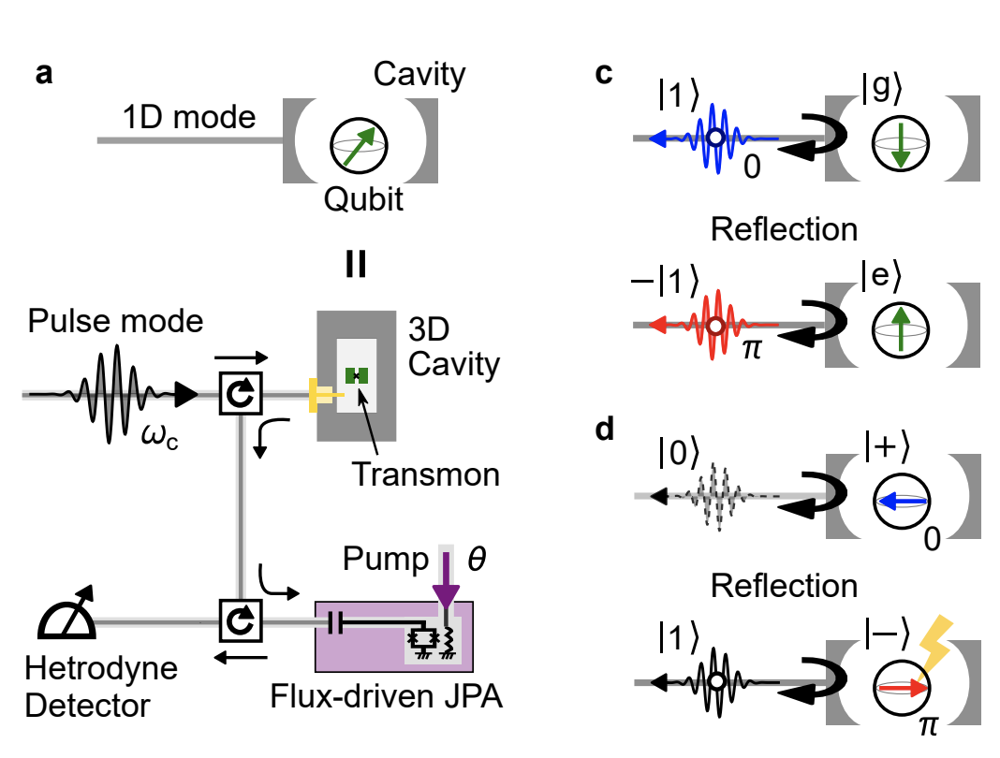 a
Cavity
1D mode
Qubit
=
Pulse mode
ω_c
3D
Cavity
Transmon
Pump θ
Hetrodyne
Detector
Flux-driven JPA
c
|1⟩
|g⟩
0
Reflection
−|1⟩
|e⟩
π
d
|0⟩
|+⟩
0
Reflection
|1⟩
|−⟩
π